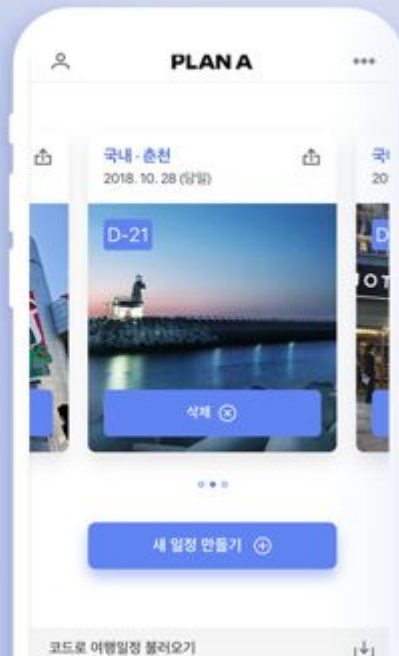 PLAN A
국내 · 춘천
2018. 10. 28 (당일)
D-21
삭제
새 일정 만들기
코드로 여행일정 불러오기